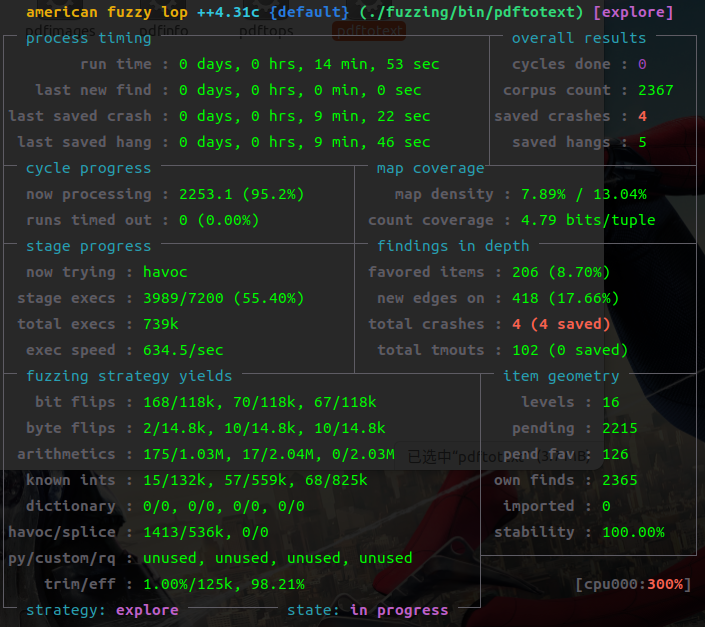 american fuzzy lop ++4.31c {default} (./fuzzing/bin/pdftotext) [explore]
pdfimages pdfinfo pdftops pdftotext
process timing overall results
run time : 0 days, 0 hrs, 14 min, 53 sec cycles done : 0
last new find : 0 days, 0 hrs, 0 min, 0 sec corpus count : 2367
last saved crash : 0 days, 0 hrs, 9 min, 22 sec saved crashes : 4
last saved hang : 0 days, 0 hrs, 9 min, 46 sec saved hangs : 5
cycle progress map coverage
now processing : 2253.1 (95.2%) map density : 7.89% / 13.04%
runs timed out : 0 (0.00%) count coverage : 4.79 bits/tuple
stage progress findings in depth
now trying : havoc favored items : 206 (8.70%)
stage execs : 3989/7200 (55.40%) new edges on : 418 (17.66%)
total execs : 739k total crashes : 4 (4 saved)
exec speed : 634.5/sec total tmouts : 102 (0 saved)
fuzzing strategy yields item geometry
bit flips : 168/118k, 70/118k, 67/118k levels : 16
byte flips : 2/14.8k, 10/14.8k, 10/14.8k pending : 2215
arithmetics : 175/1.03M, 17/2.04M, 0/2.03M pend fav : 126
已选中"pdftot
known ints : 15/132k, 57/559k, 68/825k own finds : 2365
dictionary : 0/0, 0/0, 0/0, 0/0 imported : 0
havoc/splice : 1413/536k, 0/0 stability : 100.00%
py/custom/rq : unused, unused, unused, unused
trim/eff : 1.00%/125k, 98.21% [cpu000:300%]
strategy: explore state: in progress